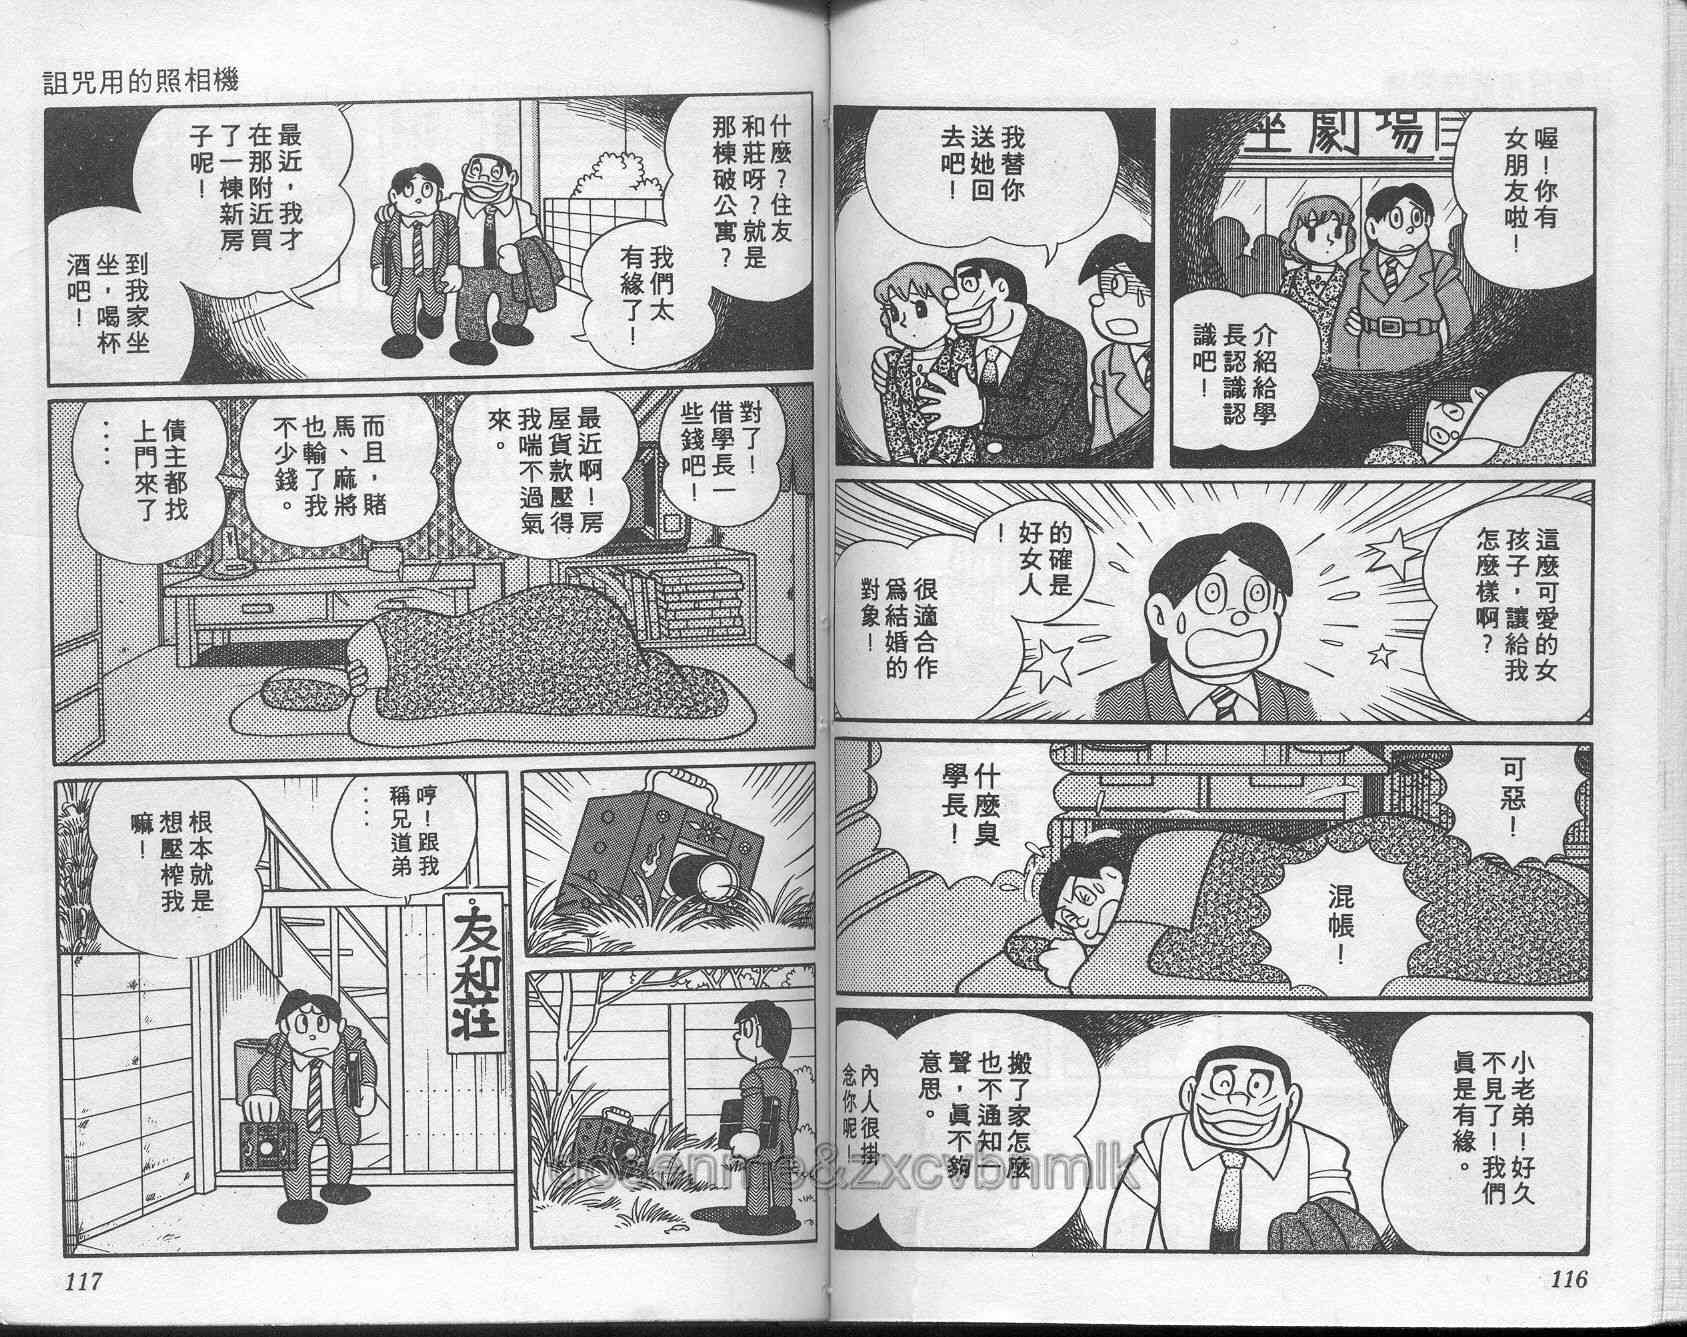 座劇場
喔！你有
女朋友啦！
介紹給學
長認識認
識吧！
我替你
送她回
去吧！
這麼可愛的女
孩子，讓給我
怎麼樣啊？
的確是
好女人
！
很適合作
爲結婚的
對象！
可惡！
混帳！
什麼臭
學長！
小老弟！好久
不見了！我們
眞是有緣。
搬了家怎麼
也不通知一
聲，眞不夠
意思。
內人很掛
念你呢！
116
詛咒用的照相機
什麼？住友
和莊呀？就是
那棟破公寓？
我們太
有緣了！
最近，我才
在那附近買
了一棟新房
子呢！
到我家坐
坐，喝杯
酒吧！
對了！
借學長一
些錢吧！
最近啊！房
屋貸款壓得
我喘不過氣
來。
而且，賭
馬、麻將
也輸了我
不少錢。
債主都找
上門來了
‥‥
哼！跟我
稱兄道弟
‥‥
根本就是
想壓榨我
嘛！
友和莊
117